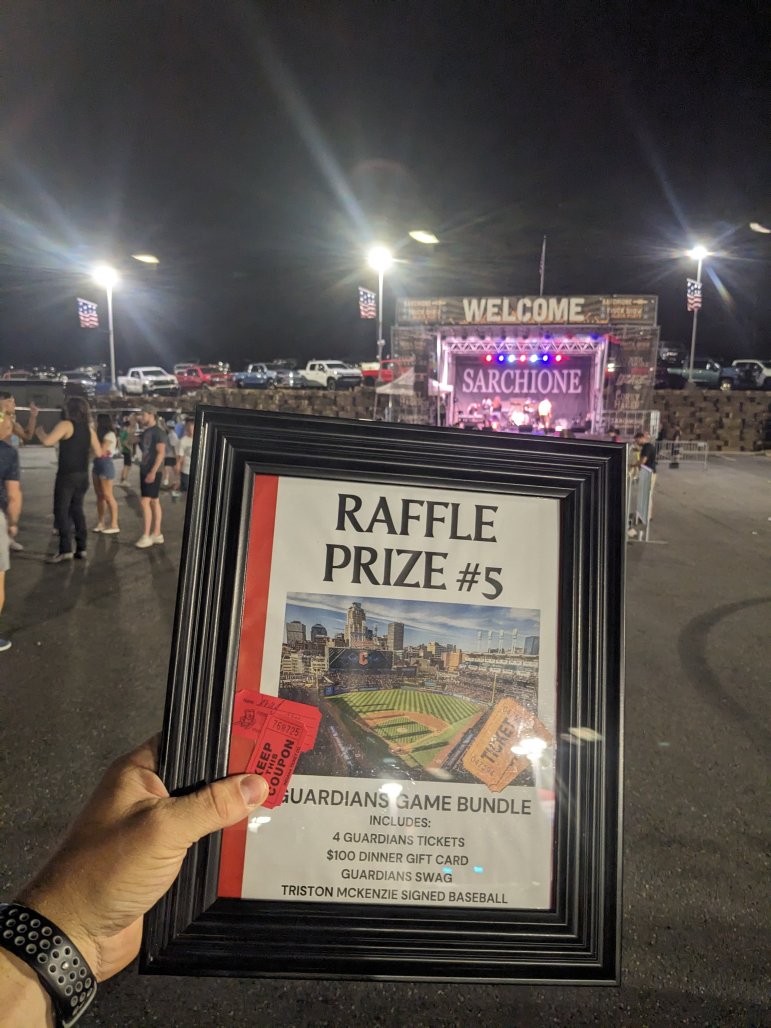 WELCOME
SARCHIONE
RAFFLE
PRIZE #5
768725
KEEP
THIS
COUPON
TICKET
GUARDIANS GAME BUNDLE
INCLUDES:
4 GUARDIANS TICKETS
$100 DINNER GIFT CARD
GUARDIANS SWAG
TRISTON MCKENZIE SIGNED BASEBALL